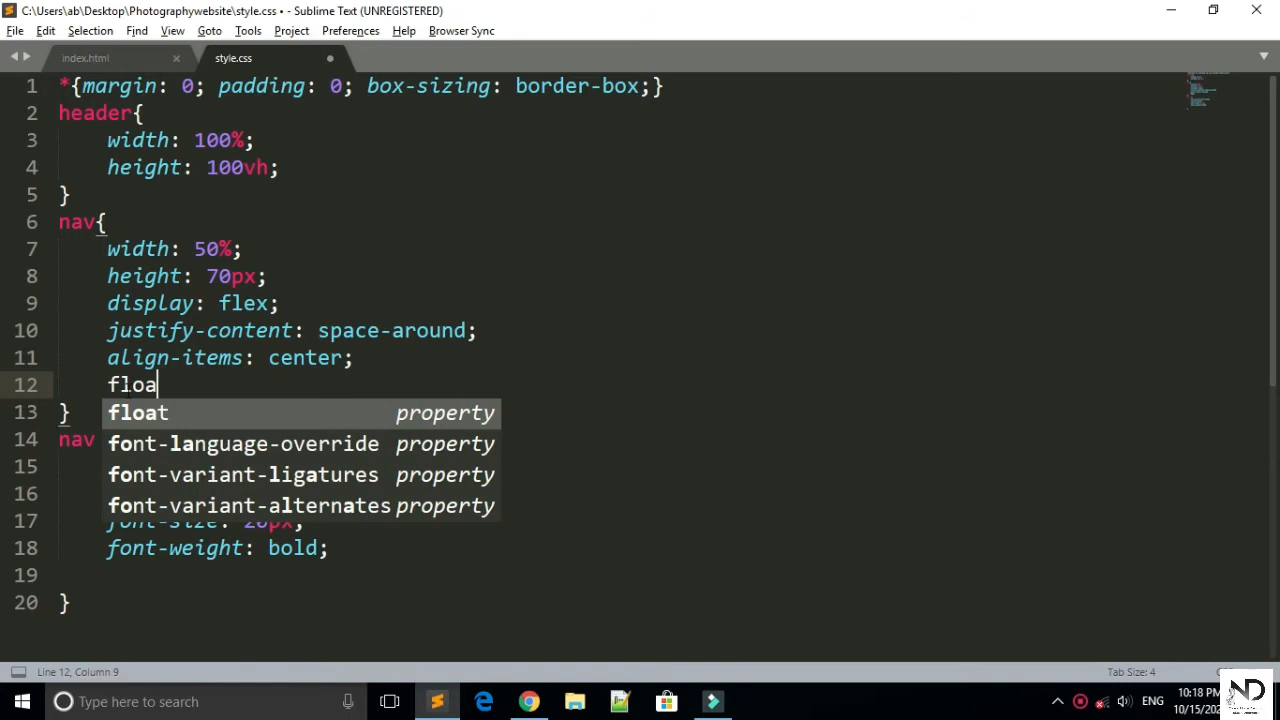 C:\Users\ab\Desktop\Photographywebsite\style.css • - Sublime Text (UNREGISTERED)
File Edit Selection Find View Goto Tools Project Preferences Help Browser Sync
index.html style.css
1 *{margin: 0; padding: 0; box-sizing: border-box;}
2 header{
3 width: 100%;
4 height: 100vh;
5 }
6 nav{
7 width: 50%;
8 height: 70px;
9 display: flex;
10 justify-content: space-around;
11 align-items: center;
12 floa
13 } float property
14 nav font-language-override property
15 font-variant-ligatures property
16 font-variant-alternates property
17 font-size: 20px;
18 font-weight: bold;
19
20 }
Line 12, Column 9 Tab Size: 4
Type here to search ENG 10:18 PM
ND